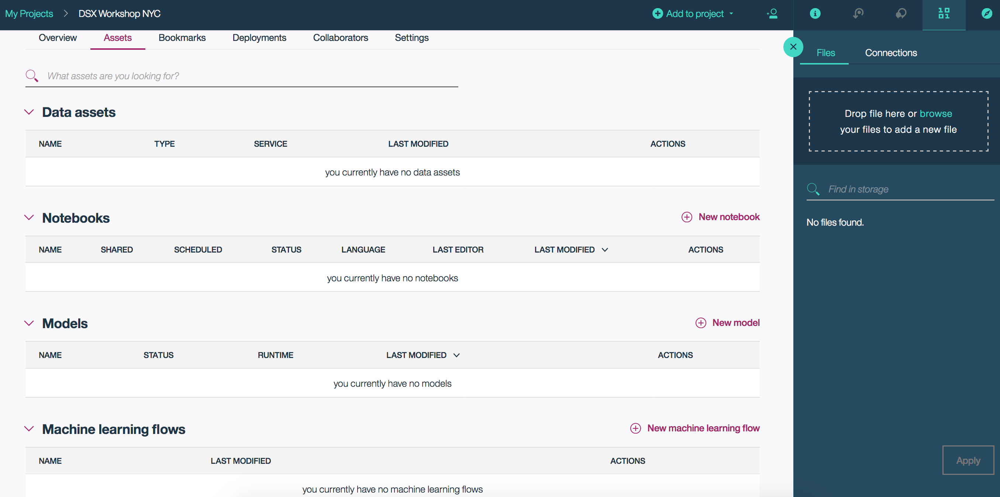 My Projects > DSX Workshop NYC
Add to project
Overview Assets Bookmarks Deployments Collaborators Settings
What assets are you looking for?
Data assets
NAME TYPE SERVICE LAST MODIFIED ACTIONS
you currently have no data assets
Notebooks
New notebook
NAME SHARED SCHEDULED STATUS LANGUAGE LAST EDITOR LAST MODIFIED ACTIONS
you currently have no notebooks
Models
New model
NAME STATUS RUNTIME LAST MODIFIED ACTIONS
you currently have no models
Machine learning flows
New machine learning flow
NAME LAST MODIFIED ACTIONS
you currently have no machine learning flows
Files Connections
Drop file here or browse
your files to add a new file
Find in storage
No files found.
Apply